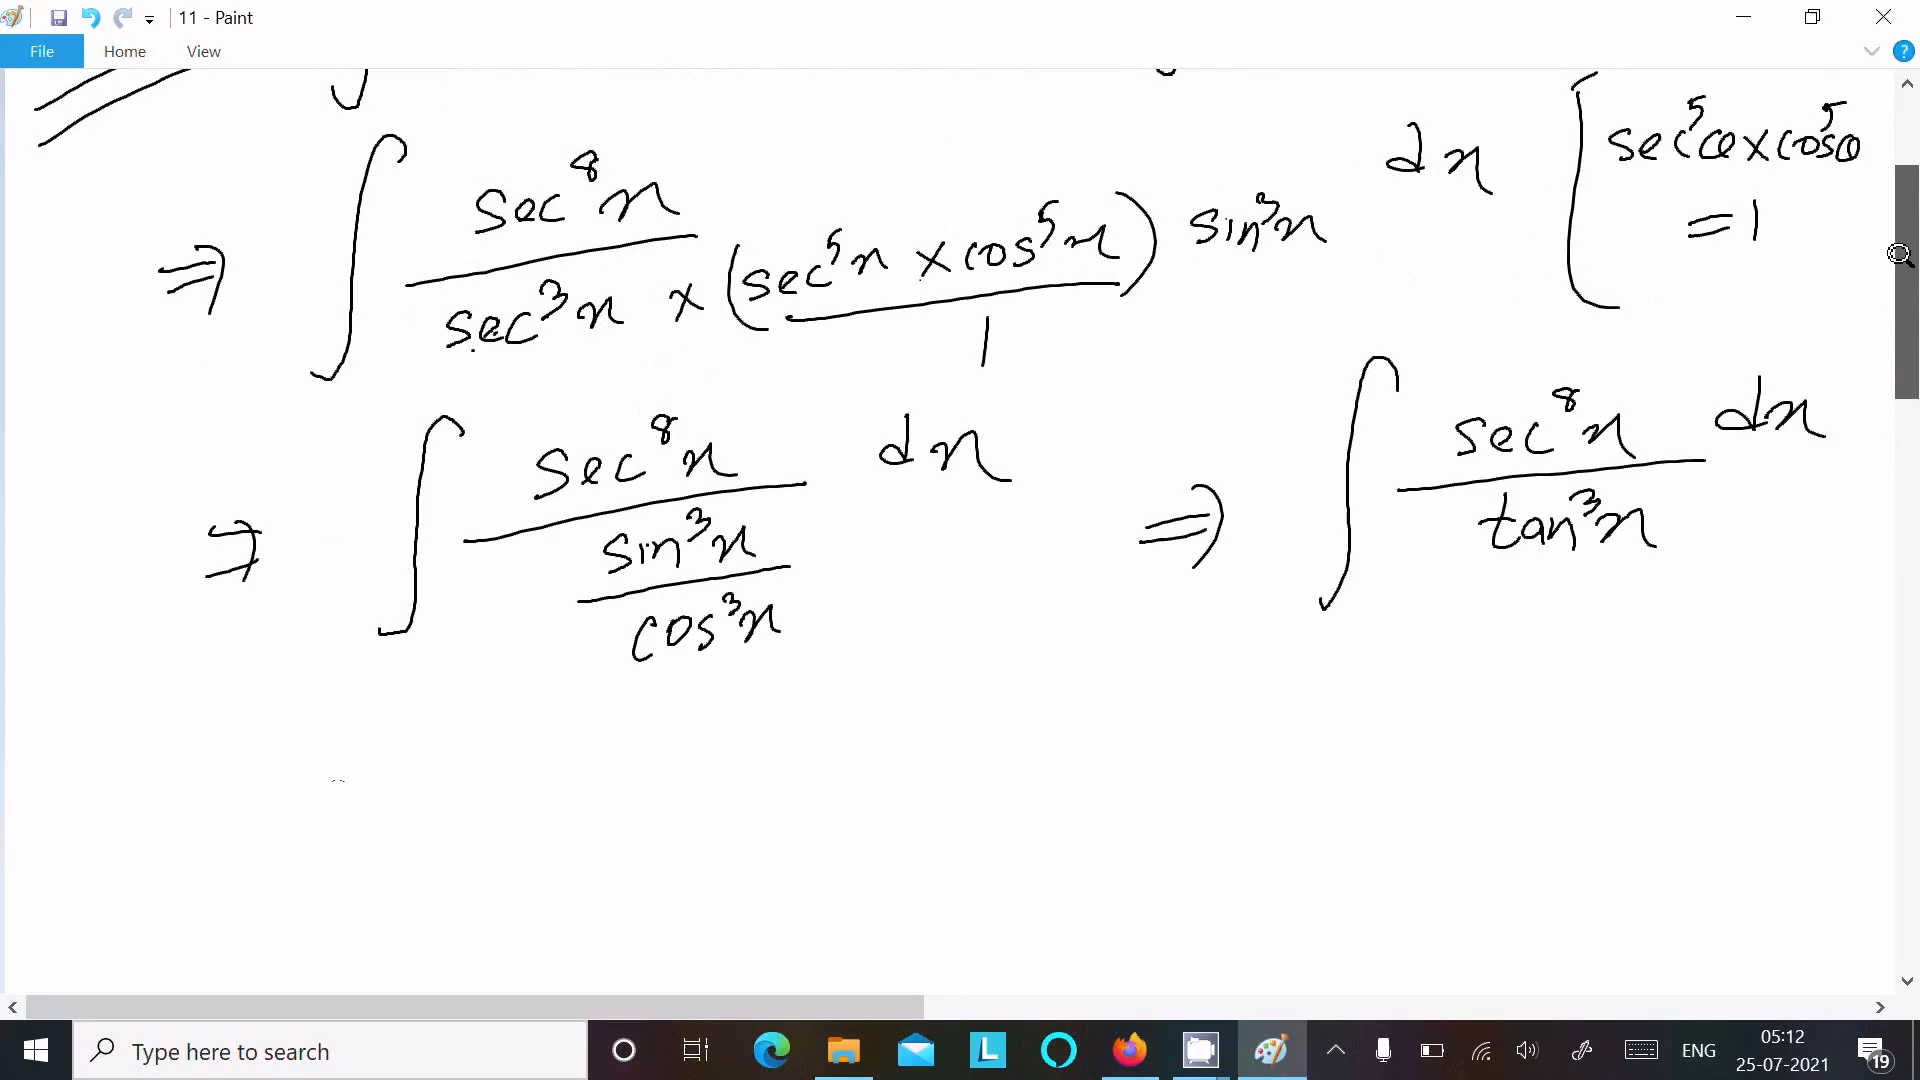 11 - Paint
File Home View
⇒ ∫ sec⁸x / (sec³x × (sec⁵x × cos⁵x) sin³x) dx [sec⁵θ × cos⁵θ
1
= 1
⇒ ∫ sec⁸x / (sin³x / cos³x) dx ⇒ ∫ sec⁸x / tan³x dx
Type here to search
ENG
05:12
25-07-2021
19